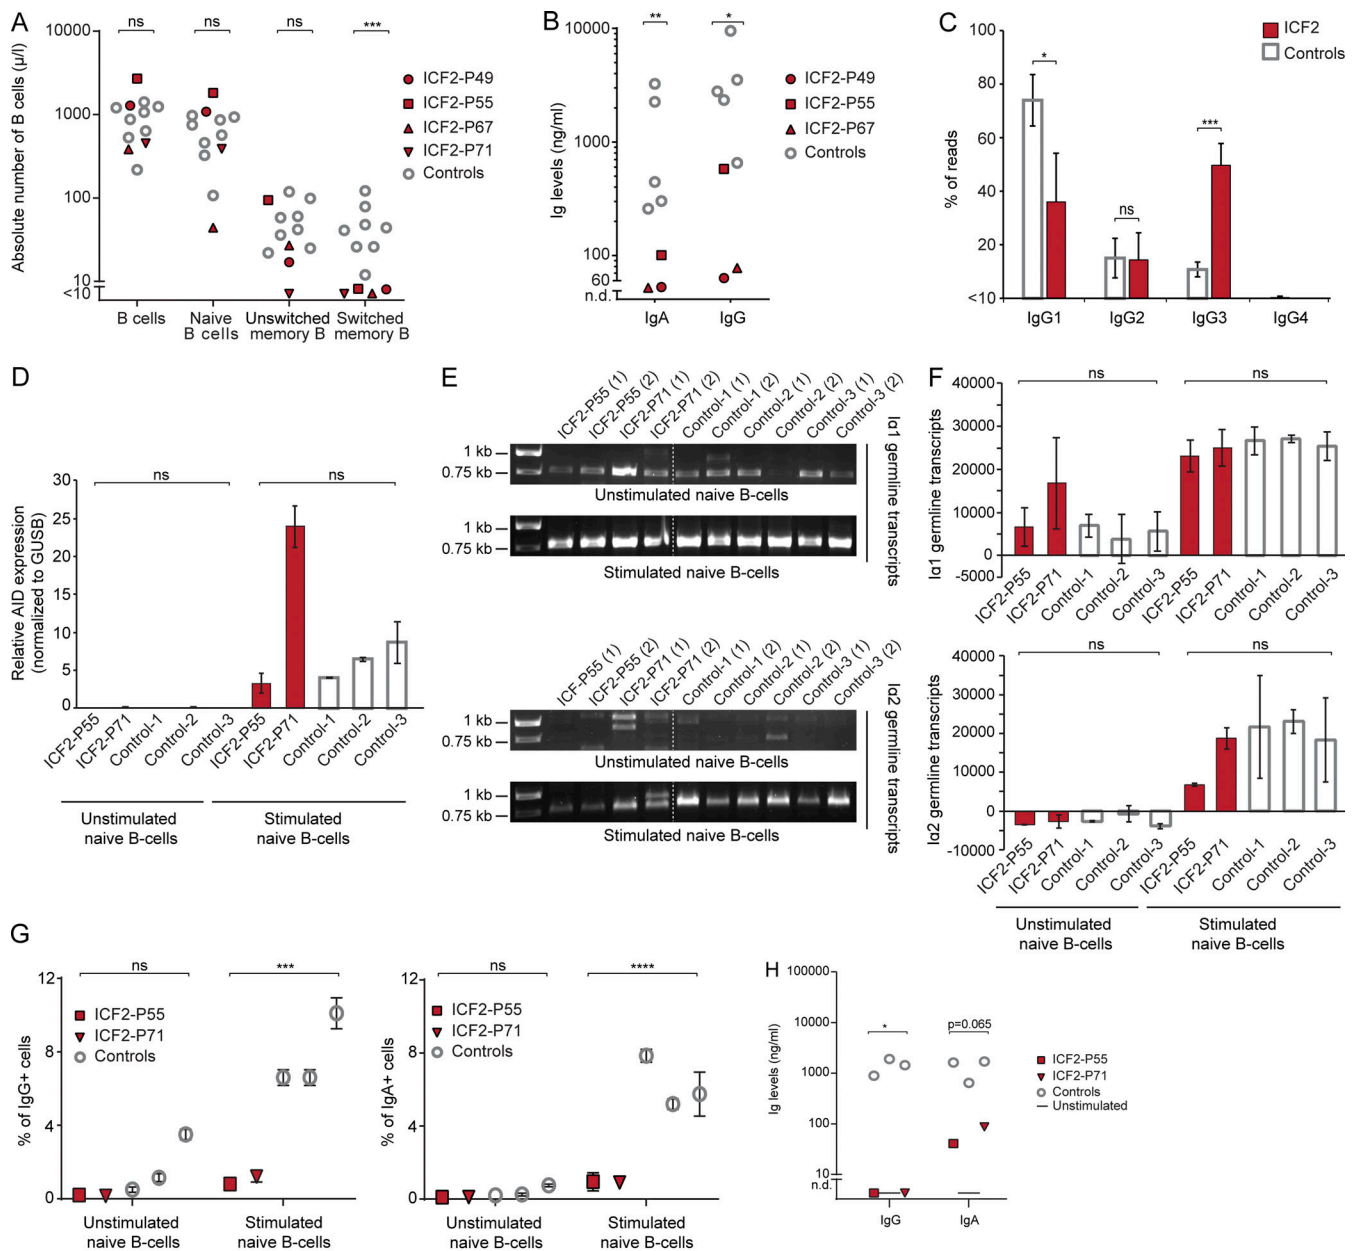 A
Absolute number of B cells (µ/l)
10000
1000
100
10
<10
ns
ns
ns
***
B cells
Naive
B cells
Unswitched
memory B
Switched
memory B
ICF2-P49
ICF2-P55
ICF2-P67
ICF2-P71
Controls
B
Ig levels (ng/ml)
10000
1000
100
60
n.d.
**
*
IgA
IgG
ICF2-P49
ICF2-P55
ICF2-P67
Controls
C
% of reads
100
80
60
40
20
<10
*
ns
***
IgG1
IgG2
IgG3
IgG4
ICF2
Controls
D
Relative AID expression
(normalized to GUSB)
30
25
20
15
10
5
0
ns
ns
ICF2-P55
ICF2-P71
Control-1
Control-2
Control-3
ICF2-P55
ICF2-P71
Control-1
Control-2
Control-3
Unstimulated
naive B-cells
Stimulated
naive B-cells
E
ICF2-P55 (1)
ICF2-P55 (2)
ICF2-P71 (1)
ICF2-P71 (2)
Control-1 (1)
Control-1 (2)
Control-2 (1)
Control-2 (2)
Control-3 (1)
Control-3 (2)
1 kb
0.75 kb
Unstimulated naive B-cells
1 kb
0.75 kb
Stimulated naive B-cells
Iα1 germline transcripts
ICF-P55 (1)
ICF2-P55 (2)
ICF2-P71 (1)
ICF2-P71 (2)
Control-1 (1)
Control-1 (2)
Control-2 (1)
Control-2 (2)
Control-3 (1)
Control-3 (2)
1 kb
0.75 kb
Unstimulated naive B-cells
1 kb
0.75 kb
Stimulated naive B-cells
Iα2 germline transcripts
F
Iα1 germline transcripts
40000
30000
20000
10000
0
-5000
ns
ns
ICF2-P55
ICF2-P71
Control-1
Control-2
Control-3
ICF2-P55
ICF2-P71
Control-1
Control-2
Control-3
Iα2 germline transcripts
40000
30000
20000
10000
0
-10000
ns
ns
ICF2-P55
ICF2-P71
Control-1
Control-2
Control-3
ICF2-P55
ICF2-P71
Control-1
Control-2
Control-3
Unstimulated
naive B-cells
Stimulated
naive B-cells
G
% of IgG+ cells
12
8
4
0
ns
***
ICF2-P55
ICF2-P71
Controls
Unstimulated
naive B-cells
Stimulated
naive B-cells
% of IgA+ cells
12
8
4
0
ns
****
ICF2-P55
ICF2-P71
Controls
Unstimulated
naive B-cells
Stimulated
naive B-cells
H
Ig levels (ng/ml)
100000
10000
1000
100
10
n.d.
*
p=0.065
IgG
IgA
ICF2-P55
ICF2-P71
Controls
Unstimulated